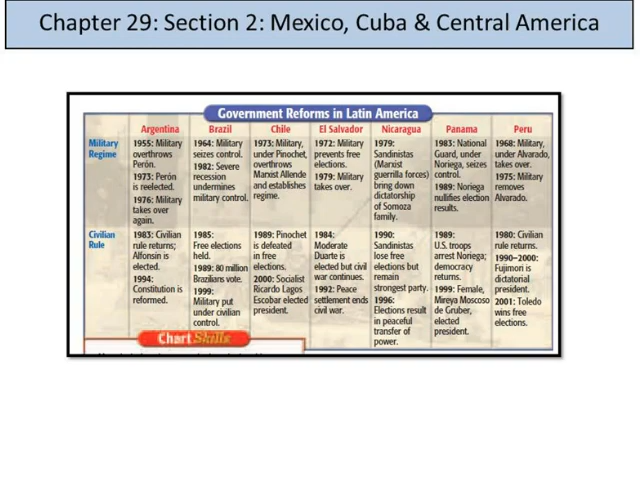 Chapter 29: Section 2: Mexico, Cuba & Central America
Government Reforms in Latin America
Argentina Brazil Chile El Salvador Nicaragua Panama Peru
Military
Regime
1955: Military
overthrows
Perón.
1973: Perón
is reelected.
1976: Military
takes over
again.
1964: Military
seizes control.
1982: Severe
recession
undermines
military control.
1973: Military,
under Pinochet,
overthrows
Marxist Allende
and establishes
regime.
1972: Military
prevents free
elections.
1979: Military
takes over.
1979:
Sandinistas
(Marxist
guerrilla forces)
bring down
dictatorship
of Somoza
family.
1983: National
Guard, under
Noriega, seizes
control.
1989: Noriega
nullifies election
results.
1968: Military,
under Alvarado,
takes over.
1975: Military
removes
Alvarado.
Civilian
Rule
1983: Civilian
rule returns;
Alfonsin is
elected.
1994:
Constitution is
reformed.
1985:
Free elections
held.
1989: 80 million
Brazilians vote.
1999:
Military put
under civilian
control.
1989: Pinochet
is defeated
in free
elections.
2000: Socialist
Ricardo Lagos
Escobar elected
president.
1984:
Moderate
Duarte is
elected but civil
war continues.
1992: Peace
settlement ends
civil war.
1990:
Sandinistas
lose free
elections but
remain
strongest party.
1996:
Elections result
in peaceful
transfer of
power.
1989:
U.S. troops
arrest Noriega;
democracy
returns.
1999: Female,
Mireya Moscoso
de Gruber,
elected
president.
1980: Civilian
rule returns.
1990–2000:
Fujimori is
dictatorial
president.
2001: Toledo
wins free
elections.
Chart Skills